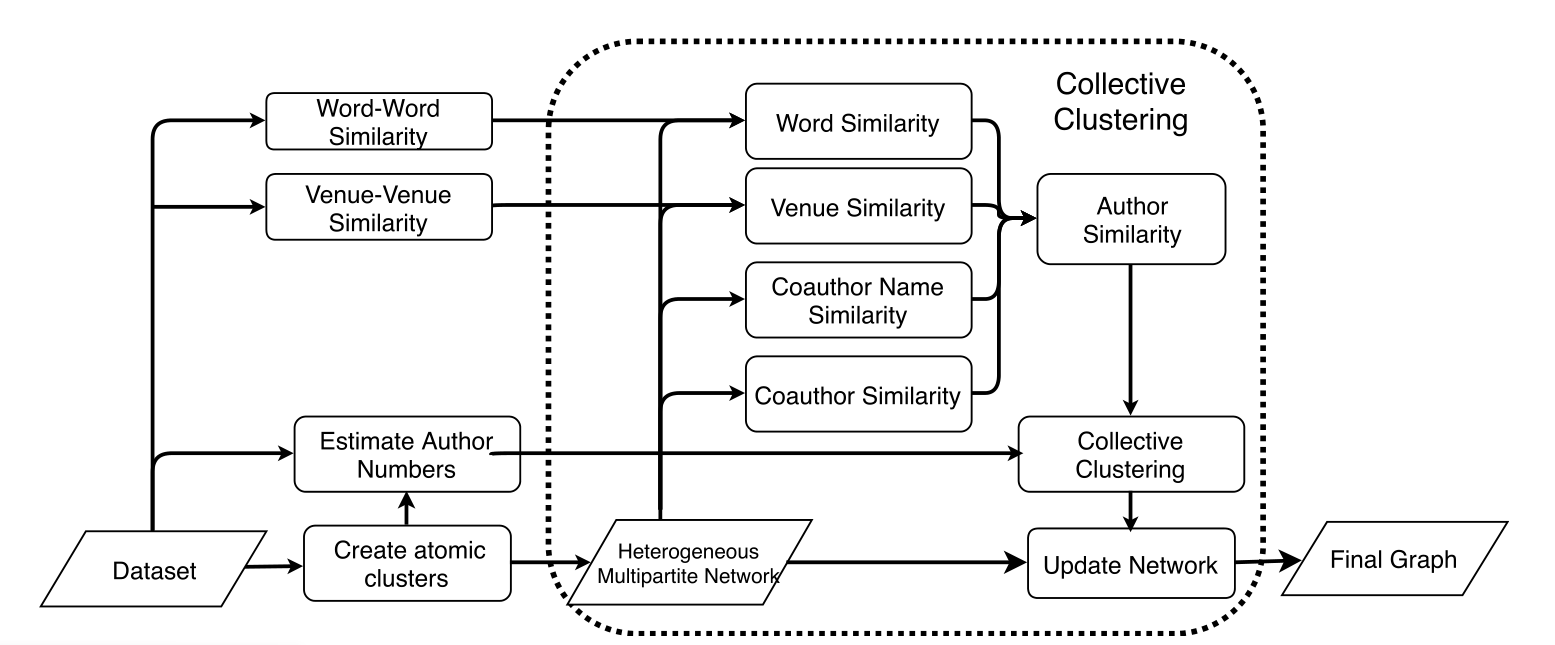 Collective
Clustering
Word-Word
Similarity
Word Similarity
Venue-Venue
Similarity
Venue Similarity
Author
Similarity
Coauthor Name
Similarity
Coauthor Similarity
Estimate Author
Numbers
Collective
Clustering
Dataset
Create atomic
clusters
Heterogeneous
Multipartite Network
Update Network
Final Graph